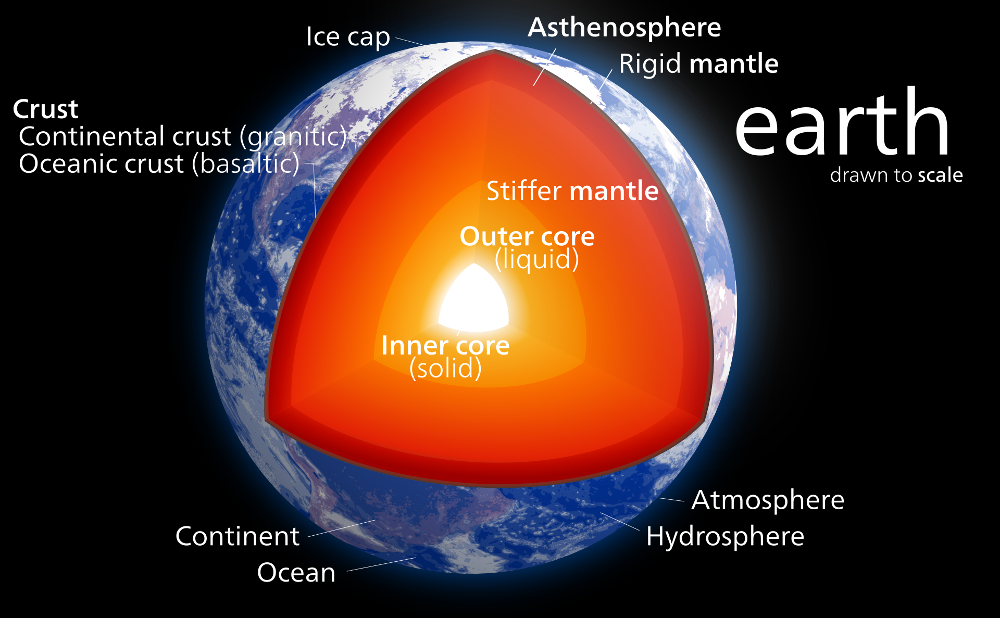 Ice cap
Asthenosphere
Rigid mantle
earth
drawn to scale
Crust
Continental crust (granitic)
Oceanic crust (basaltic)
Stiffer mantle
Outer core
(liquid)
Inner core
(solid)
Atmosphere
Hydrosphere
Continent
Ocean